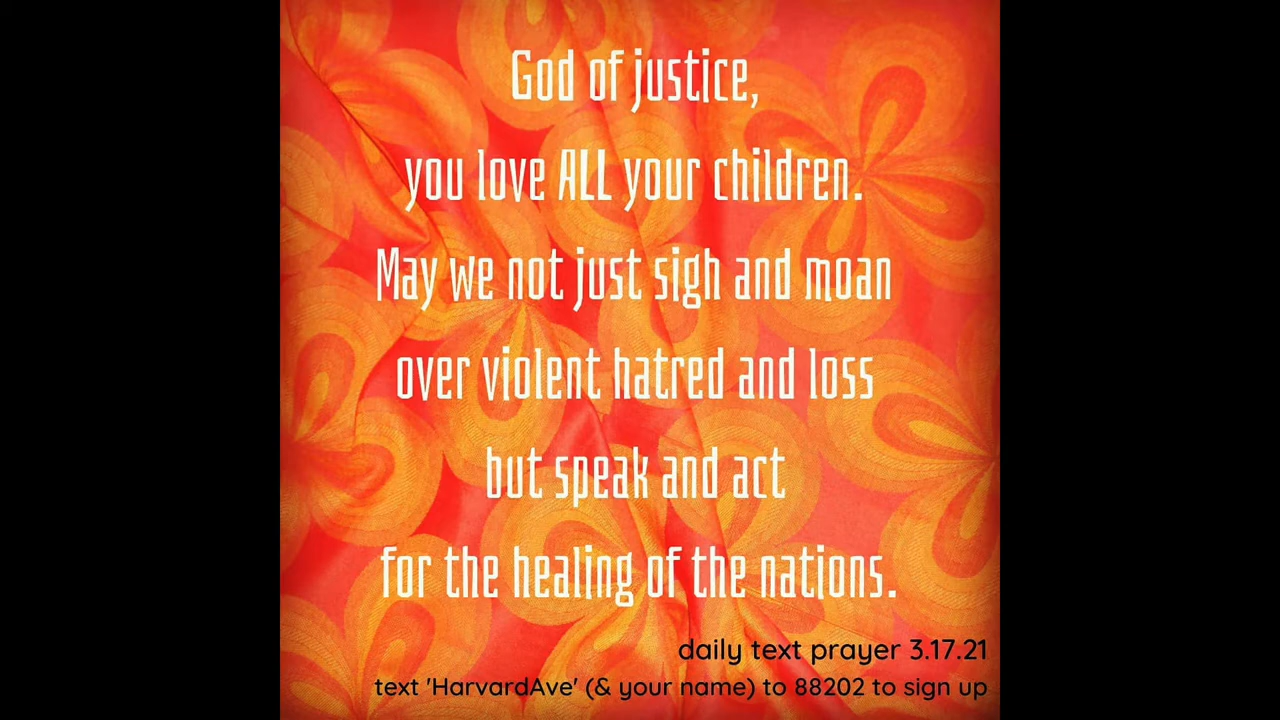 God of justice,
you love ALL your children.
May we not just sigh and moan
over violent hatred and loss
but speak and act
for the healing of the nations.
daily text prayer 3.17.21
text 'HarvardAve' (& your name) to 88202 to sign up